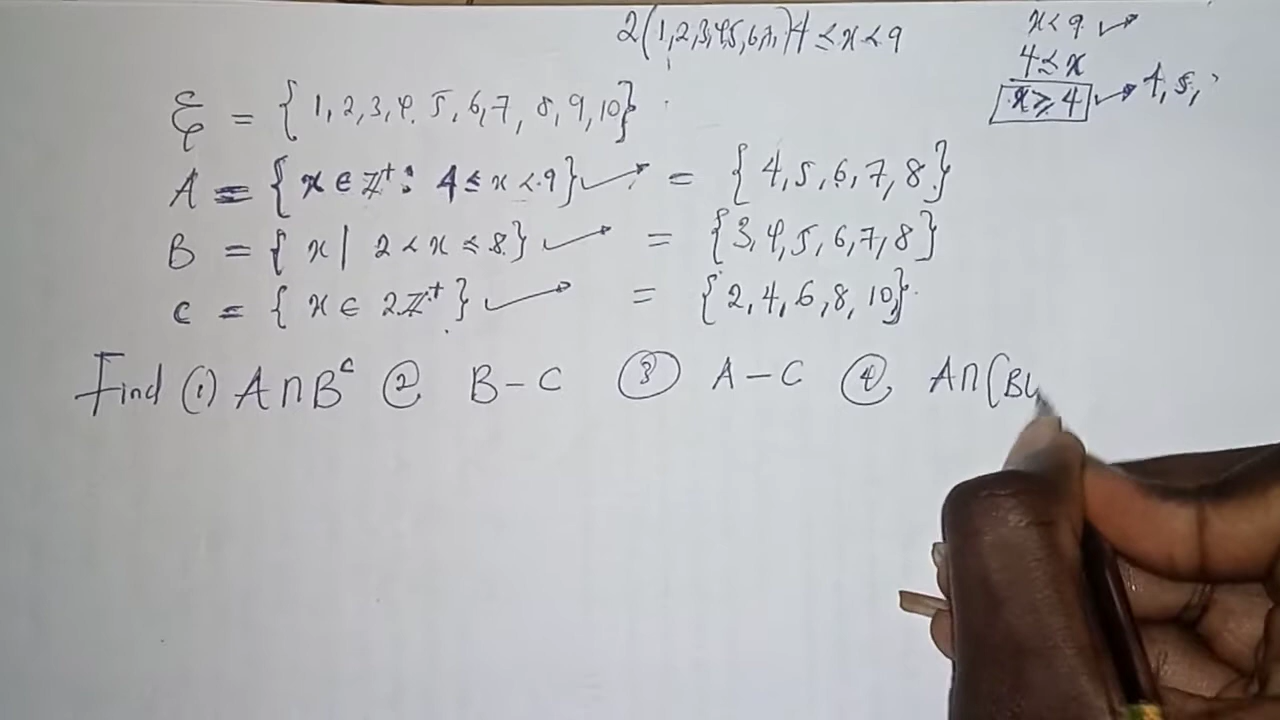 2(1,2,3,4,5,6,7,) 4 ≤ x < 9
x < 9
4 ≤ x
x ≥ 4 4, 5,
ξ = { 1, 2, 3, 4, 5, 6, 7, 8, 9, 10}
A = { x ∈ ℤ⁺ : 4 ≤ x < 9} = { 4, 5, 6, 7, 8 }
B = { x | 2 < x ≤ 8 } = {3, 4, 5, 6, 7, 8 }
C = { x ∈ 2ℤ⁺ } = { 2, 4, 6, 8, 10}
Find (1) A∩Bᶜ (2) B – C (3) A – C (4) A∩(BU